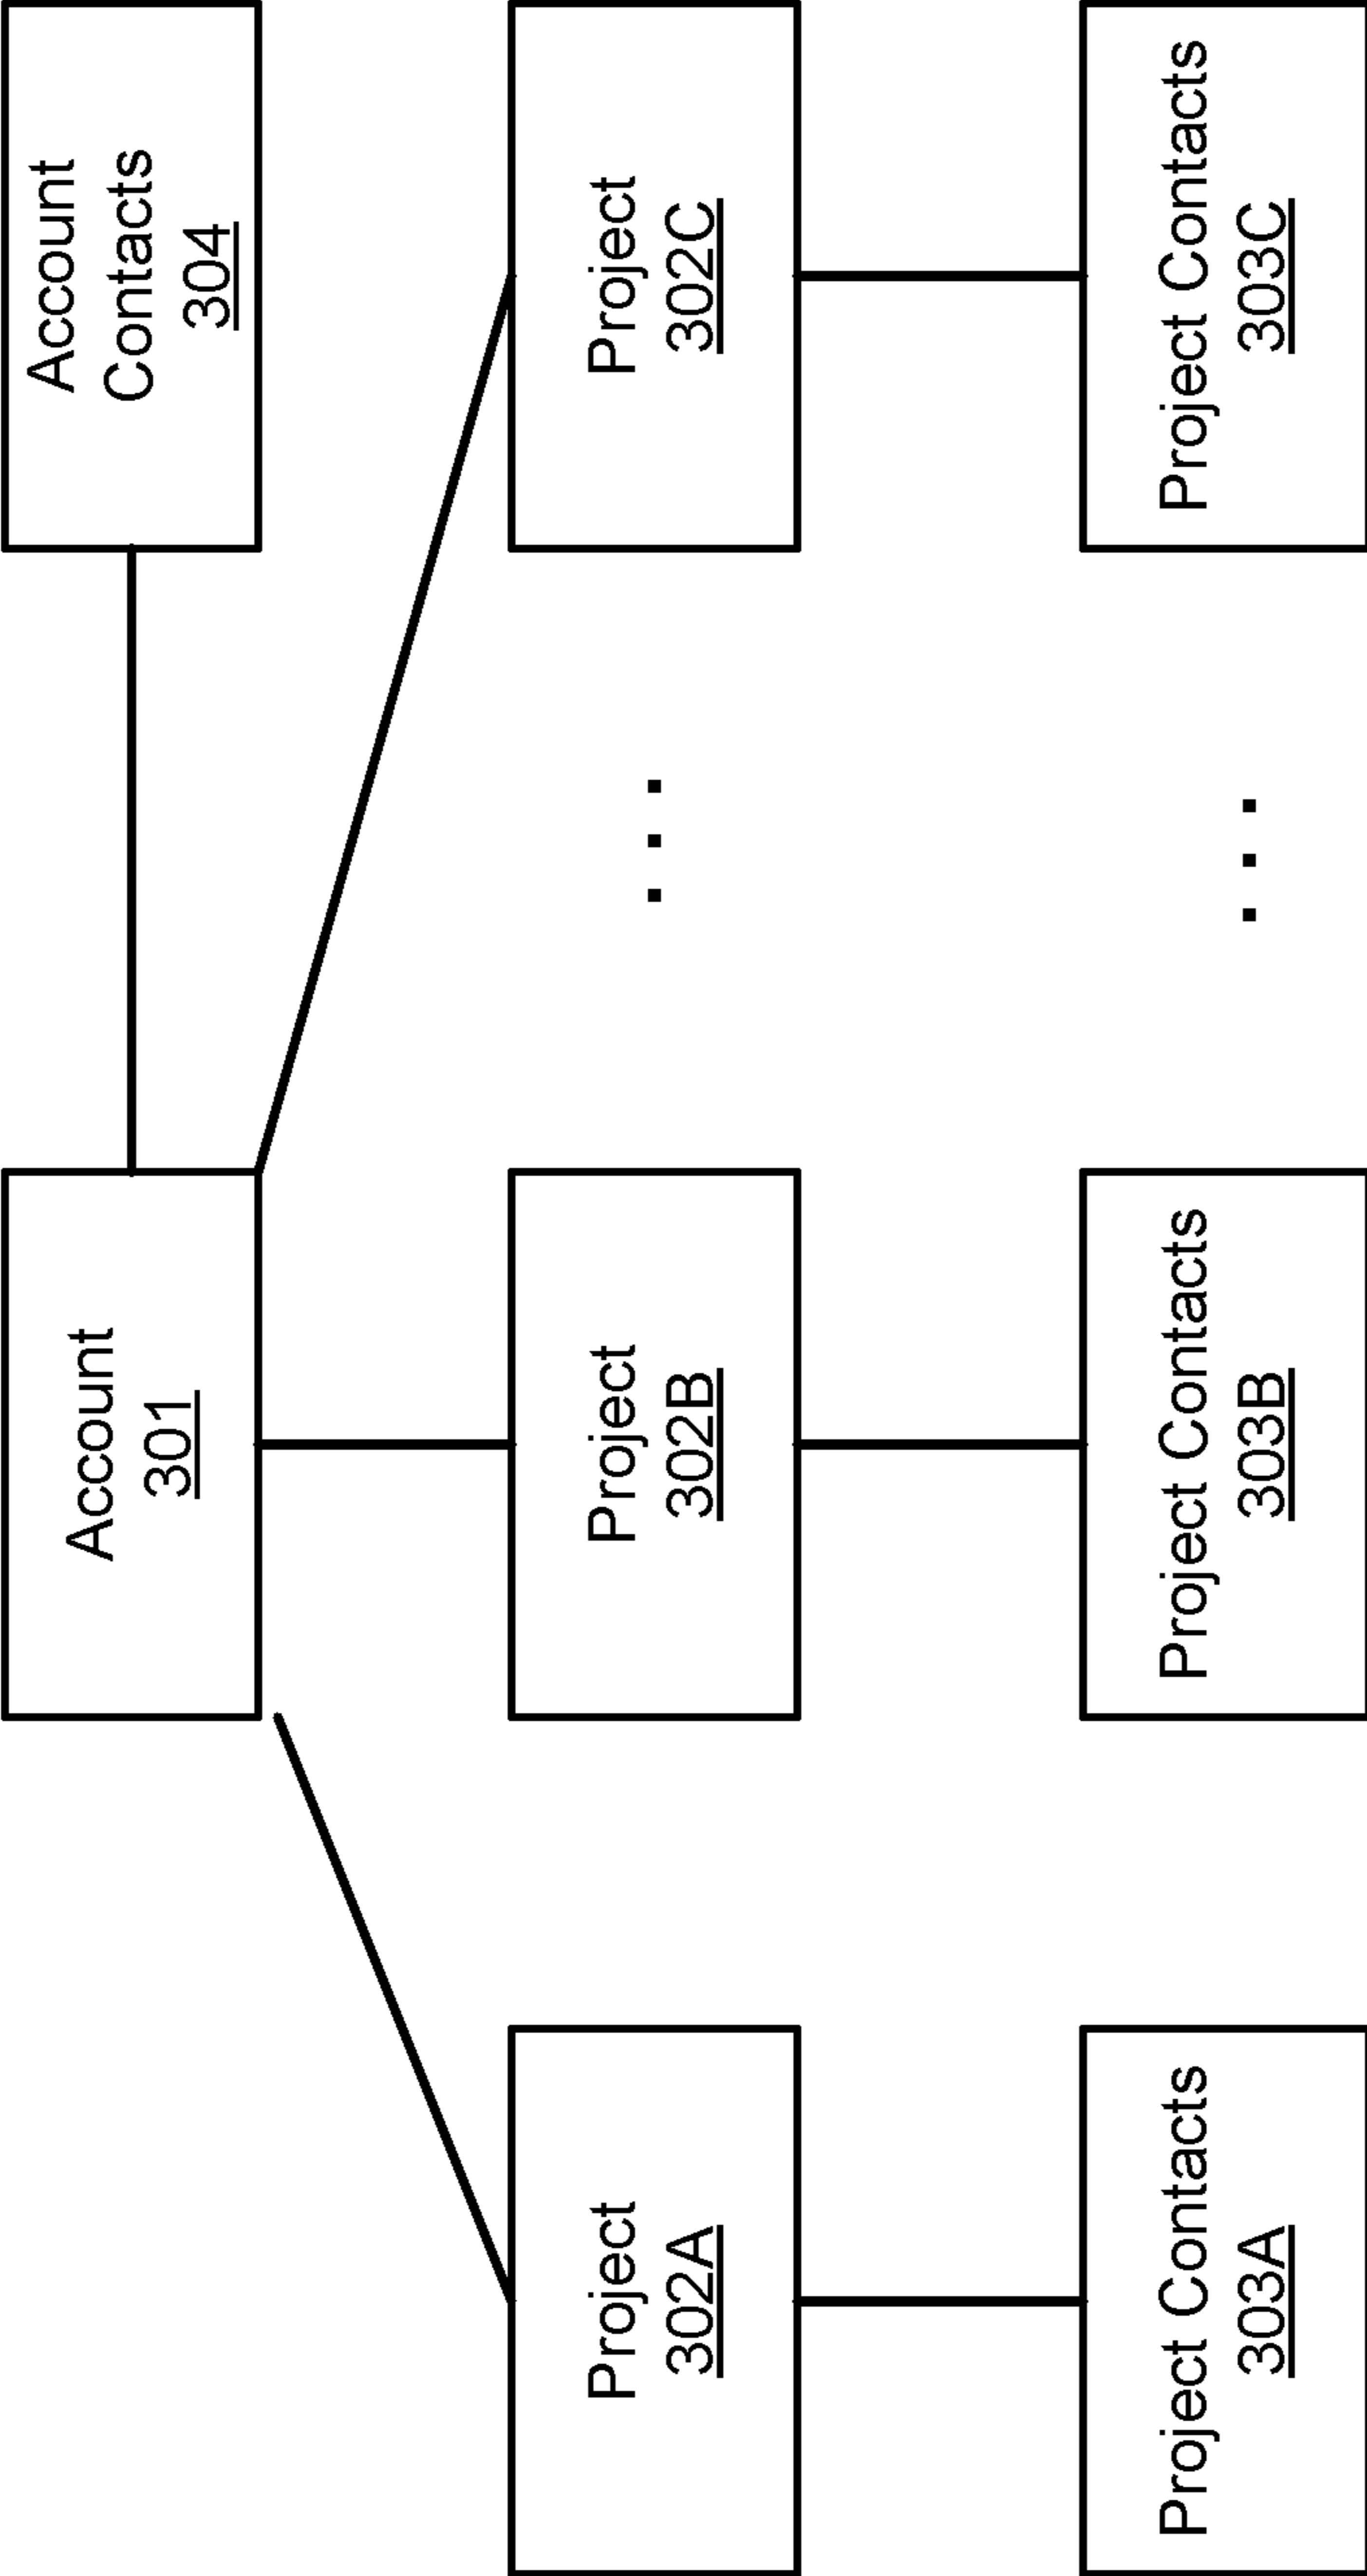 Account
301
Account
Contacts
304
Project
302A
Project
302B
. . .
Project
302C
Project Contacts
303A
Project Contacts
303B
. . .
Project Contacts
303C